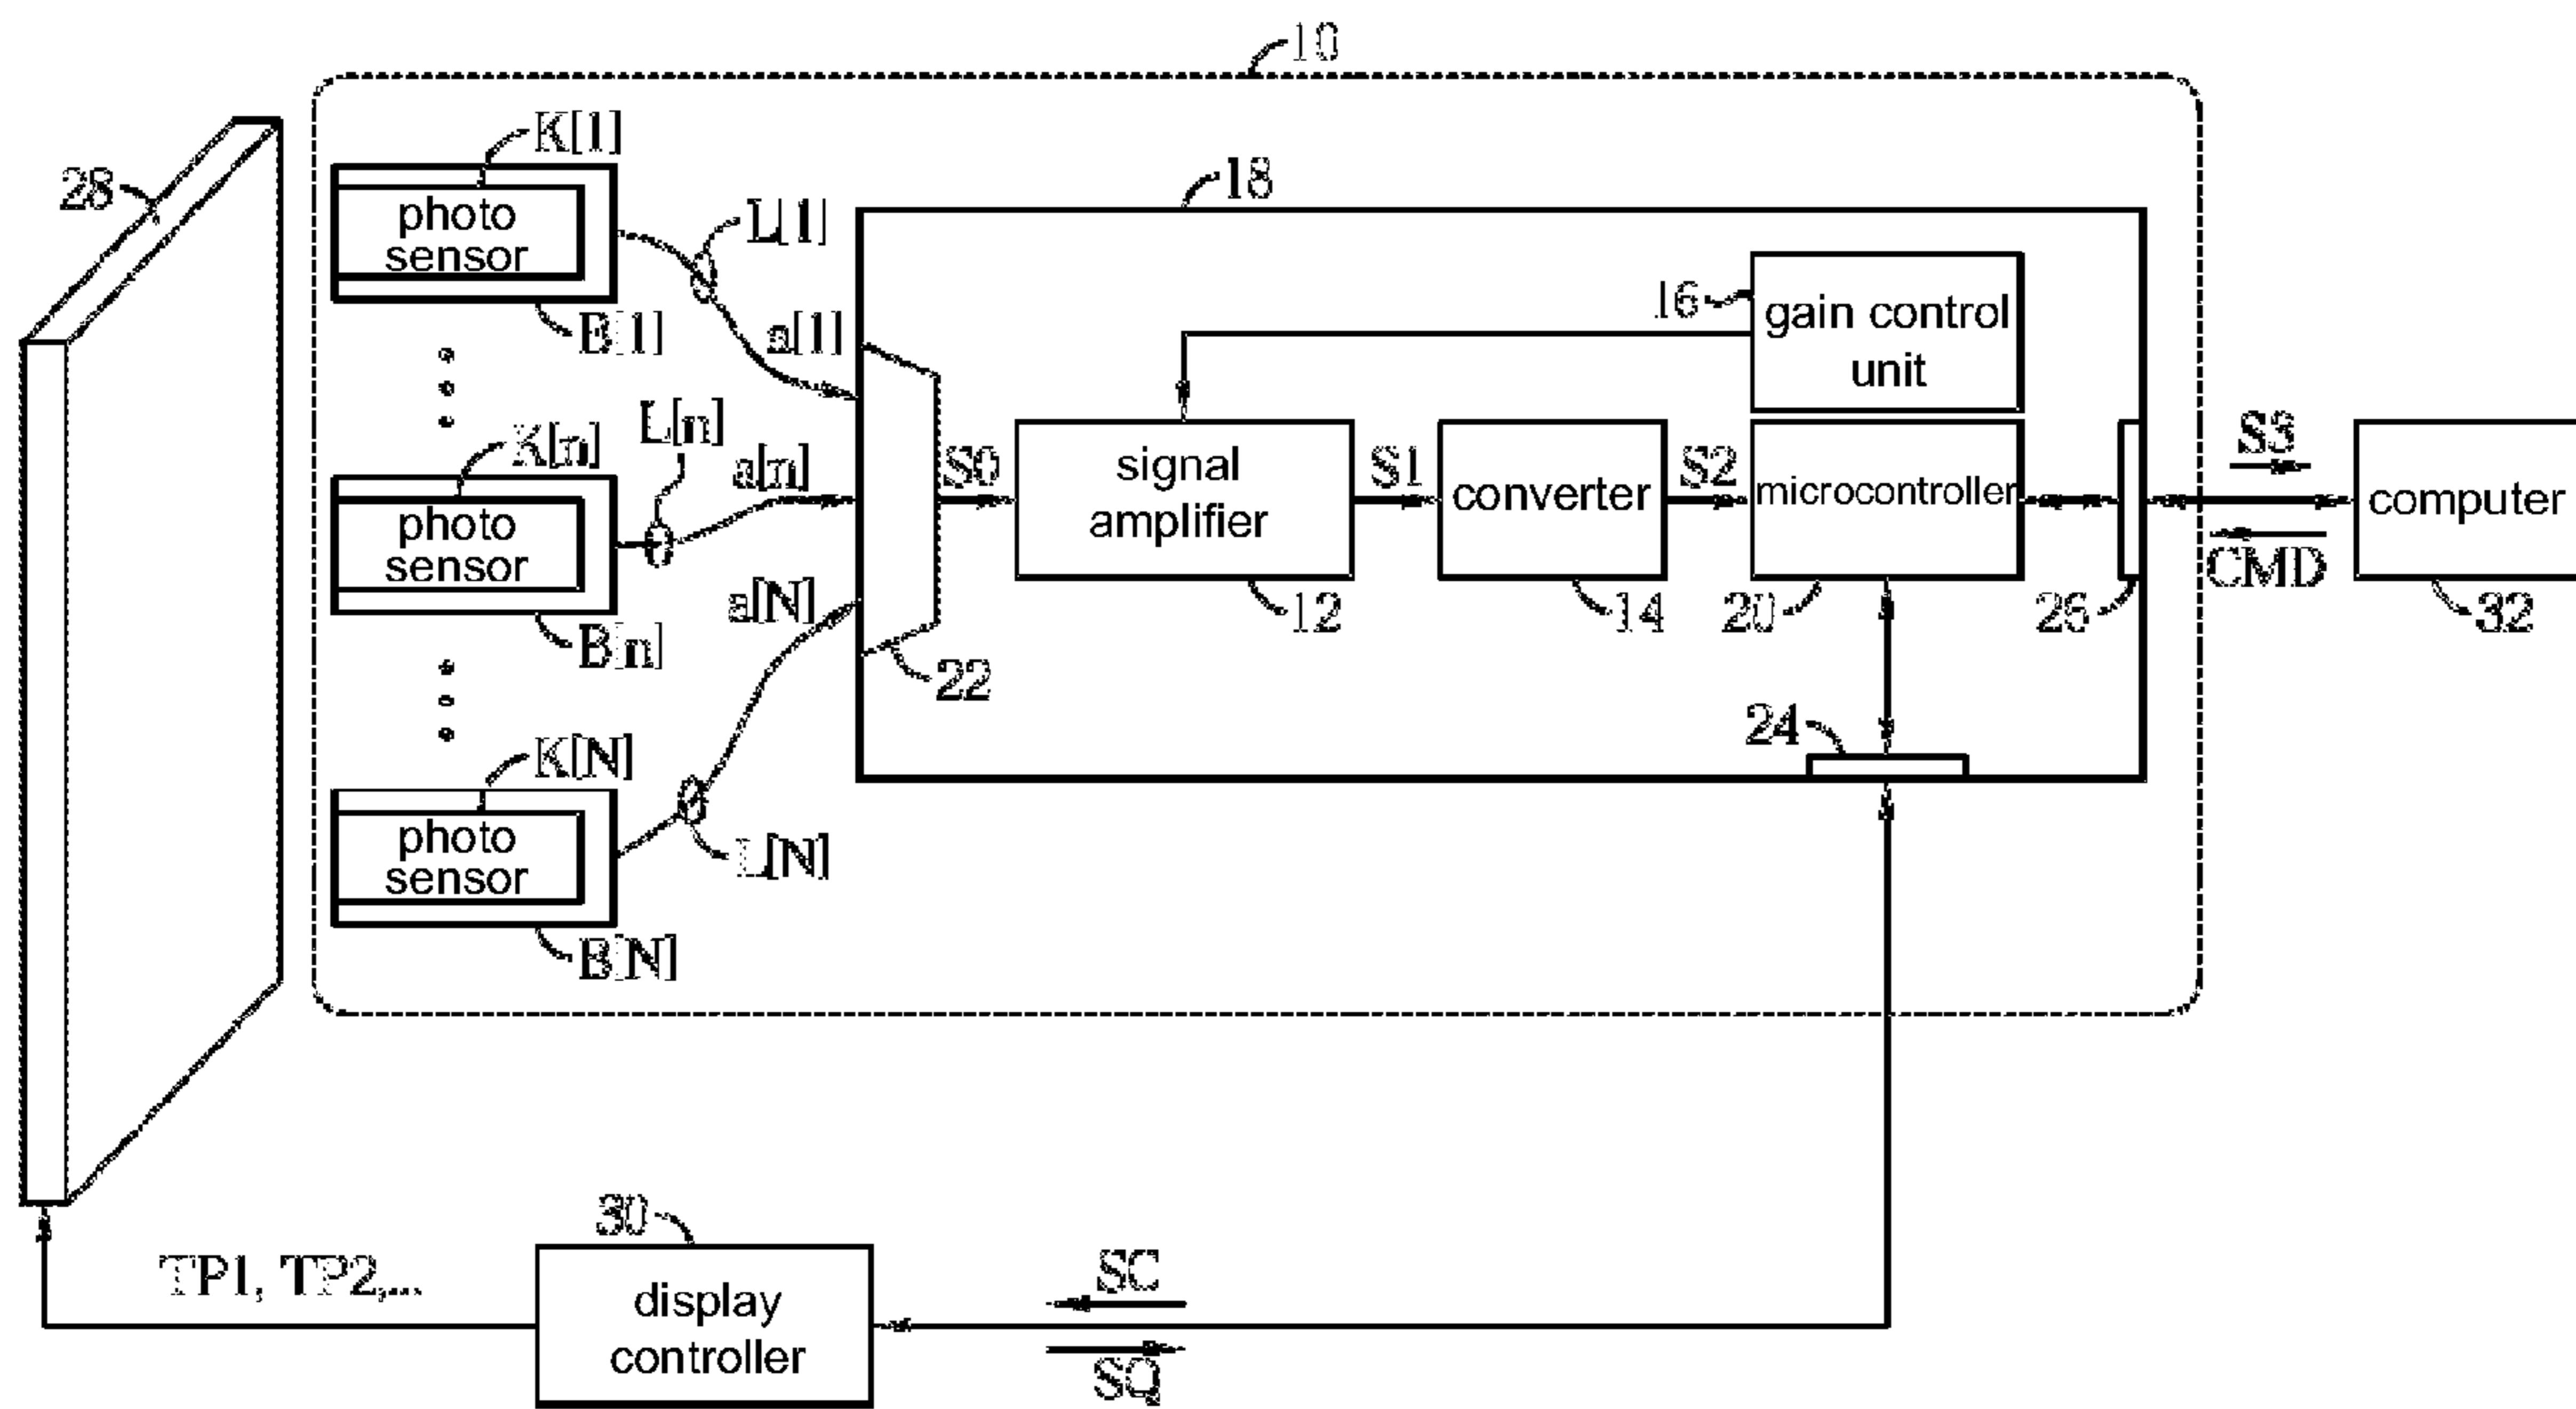 10
K[1]
28
photo
sensor
L[1]
18
B[1]
a[1]
16
gain control
unit
K[n]
L[n]
a[n]
photo
sensor
S0
signal
amplifier
S1
converter
S2
microcontroller
S3
CMD
computer
B[n]
a[N]
12
14
20
26
32
22
24
K[N]
photo
sensor
L[N]
B[N]
30
TP1, TP2,...
display
controller
SC
SQ